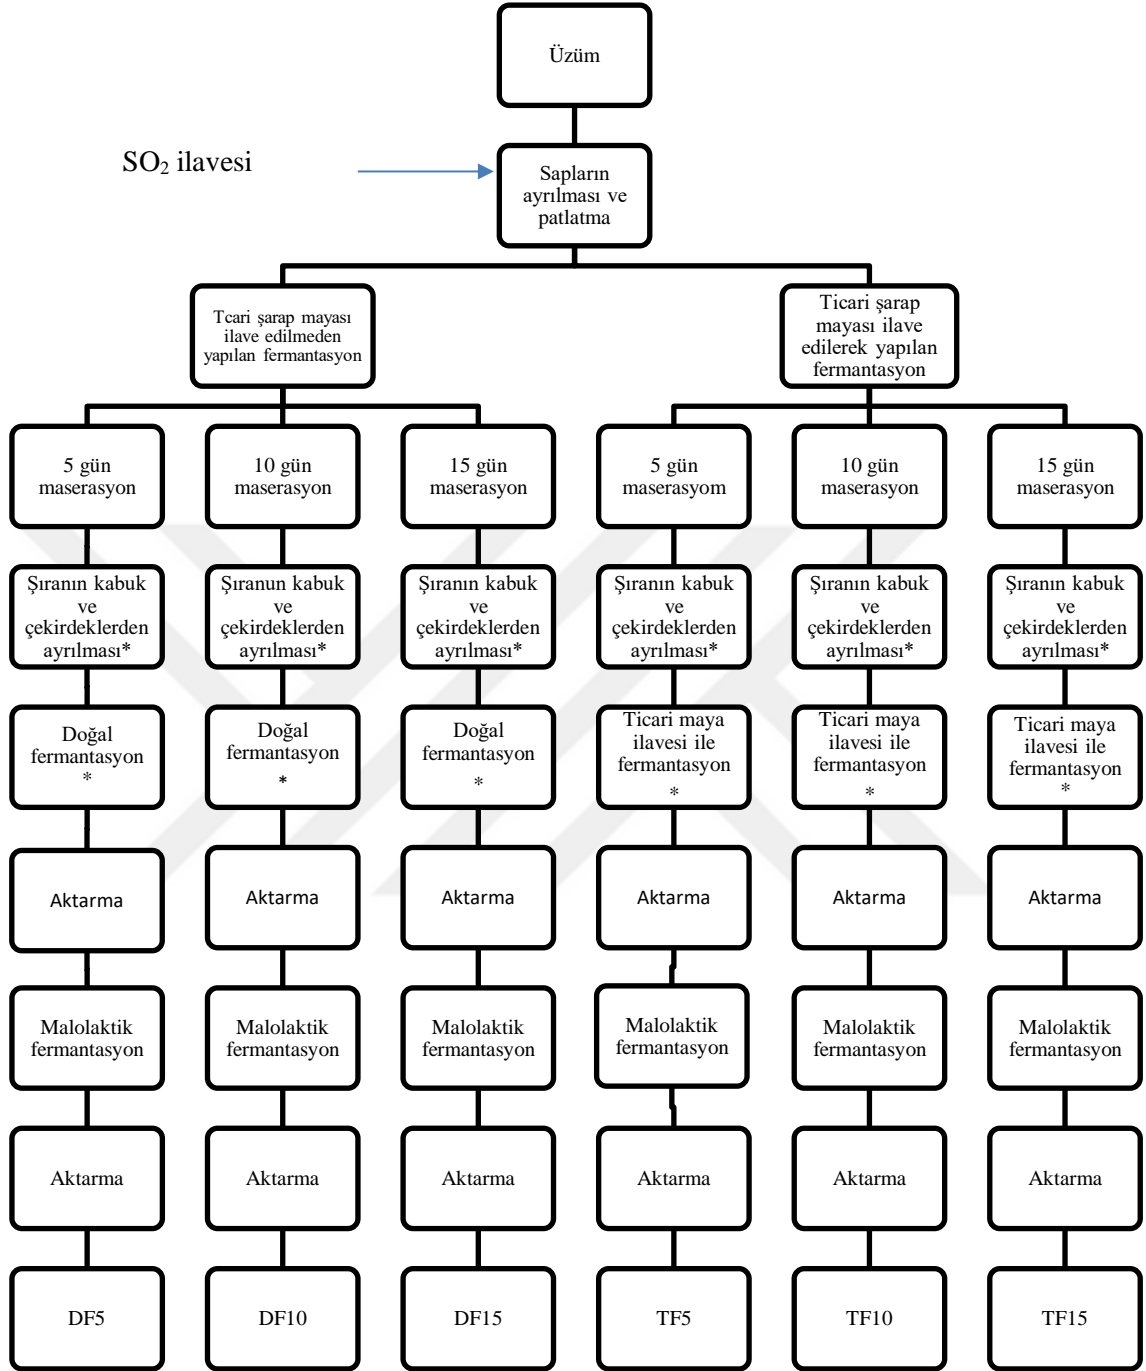 Üzüm
SO₂ ilavesi
Sapların
ayrılması ve
patlatma
Tcari şarap mayası
ilave edilmeden
yapılan fermantasyon
Ticari şarap
mayası ilave
edilerek yapılan
fermantasyon
5 gün
maserasyon
10 gün
maserasyon
15 gün
maserasyon
5 gün
maserasyom
10 gün
maserasyon
15 gün
maserasyon
Şıranın kabuk
ve
çekirdeklerden
ayrılması*
Şıranun kabuk
ve
çekirdeklerden
ayrılması*
Şıranın kabuk
ve
çekirdeklerden
ayrılması*
Şıranın kabuk
ve
çekirdeklerden
ayrılması*
Şıranın kabuk
ve
çekirdeklerden
ayrılması*
Şıranın kabuk
ve
çekirdeklerden
ayrılması*
Doğal
fermantasyon
*
Doğal
fermantasyon
*
Doğal
fermantasyon
*
Ticari maya
ilavesi ile
fermantasyon
*
Ticari maya
ilavesi ile
fermantasyon
*
Ticari maya
ilavesi ile
fermantasyon
*
Aktarma
Aktarma
Aktarma
Aktarma
Aktarma
Aktarma
Malolaktik
fermantasyon
Malolaktik
fermantasyon
Malolaktik
fermantasyon
Malolaktik
fermantasyon
Malolaktik
fermantasyon
Malolaktik
fermantasyon
Aktarma
Aktarma
Aktarma
Aktarma
Aktarma
Aktarma
DF5
DF10
DF15
TF5
TF10
TF15